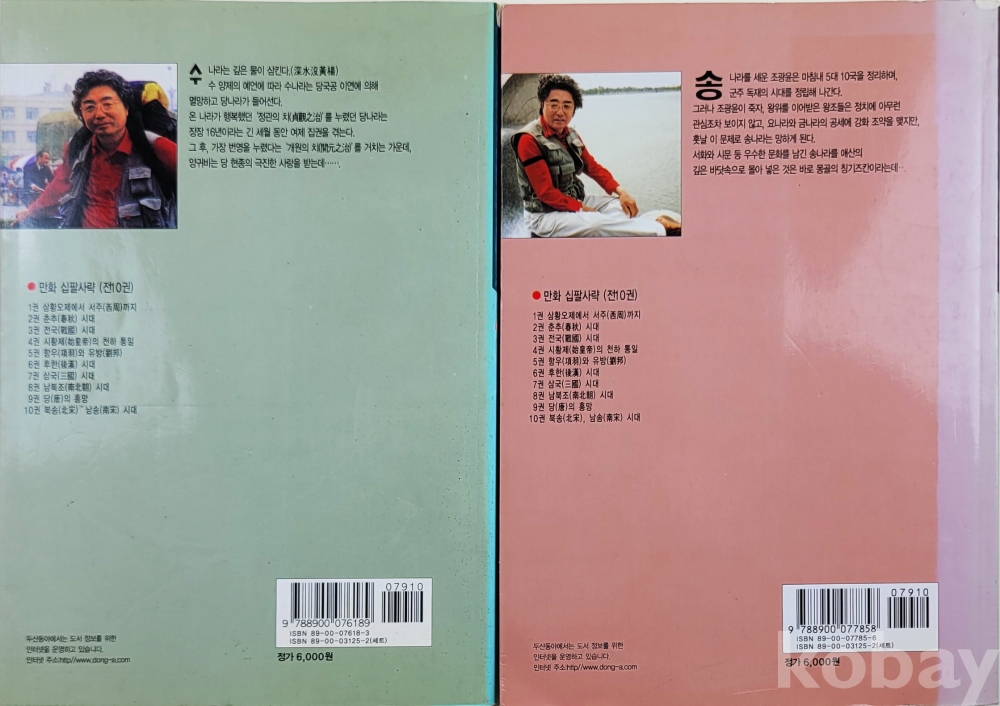 수 나라는 깊은 물이 삼킨다.(深水沒黃楊)
수 양제의 예언에 따라 수나라는 당국공 이연에 의해
멸망하고 당나라가 들어선다.
온 나라가 행복했던 '정관의 치(貞觀之治)'를 누렸던 당나라는
장장 16년이라는 긴 세월 동안 여제 집권을 겪는다.
그 후, 가장 번영을 누렸다는 '개원의 치(開元之治)'를 거치는 가운데,
양귀비는 당 현종의 극진한 사랑을 받는데…….
● 만화 십팔사략 (전10권)
1권 삼황오제에서 서주(西周)까지
2권 춘추(春秋) 시대
3권 전국(戰國) 시대
4권 시황제(始皇帝)의 천하 통일
5권 항우(項羽)와 유방(劉邦)
6권 후한(後漢) 시대
7권 삼국(三國) 시대
8권 남북조(南北朝) 시대
9권 당(唐)의 흥망
10권 북송(北宋)~남송(南宋) 시대
07910
9 788900 076189
ISBN 89-00-07618-3
ISBN 89-00-03125-2(세트)
정가 6,000원
두산동아에서는 도서 정보를 위한
인터넷을 운영하고 있습니다.
인터넷 주소:http//www.dong-a.com
송 나라를 세운 조광윤은 마침내 5대 10국을 정리하며,
군주 독재의 시대를 정립해 나간다.
그러나 조광윤이 죽자, 왕위를 이어받은 왕조들은 정치에 아무런
관심조차 보이지 않고, 요나라와 금나라의 공세에 강화 조약을 맺지만,
훗날 이 문제로 송나라는 망하게 된다.
서화와 시문 등 우수한 문화를 남긴 송나라를 애산의
깊은 바닷속으로 몰아 넣은 것은 바로 몽골의 칭기즈칸이라는데…
● 만화 십팔사략 (전10권)
1권 삼황오제에서 서주(西周)까지
2권 춘추(春秋) 시대
3권 전국(戰國) 시대
4권 시황제(始皇帝)의 천하 통일
5권 항우(項羽)와 유방(劉邦)
6권 후한(後漢) 시대
7권 삼국(三國) 시대
8권 남북조(南北朝) 시대
9권 당(唐)의 흥망
10권 북송(北宋), 남송(南宋) 시대
07910
9 788900 077858
ISBN 89-00-07785-6
ISBN 89-00-03125-2(세트)
정가 6,000원
두산동아에서는 도서 정보를 위한
인터넷을 운영하고 있습니다.
인터넷 주소:http//www.dong-a.com
kobay